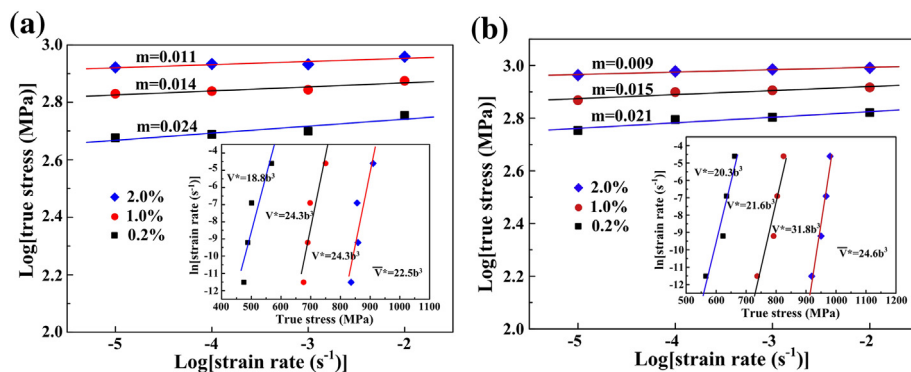 (a)
Log[true stress (MPa)]
3.0
2.8
2.6
2.4
2.2
2.0
m=0.011
m=0.014
m=0.024
2.0%
1.0%
0.2%
ln[strain rate (s⁻¹)]
-4
-5
-6
-7
-8
-9
-10
-11
-12
V*=18.8b³
V*=24.3b³
V*=24.3b³
V̅*=22.5b³
400 500 600 700 800 900 1000 1100
True stress (MPa)
-5 -4 -3 -2
Log[strain rate (s⁻¹)]
(b)
Log[true stress (MPa)]
3.2
3.0
2.8
2.6
2.4
2.2
2.0
m=0.009
m=0.015
m=0.021
2.0%
1.0%
0.2%
ln[strain rate (s⁻¹)]
-4
-5
-6
-7
-8
-9
-10
-11
V*=20.3b³
V*=21.6b³
V*=31.8b³
V̅*=24.6b³
500 600 700 800 900 1000 1100 1200
True stress (MPa)
-5 -4 -3 -2
Log[strain rate (s⁻¹)]